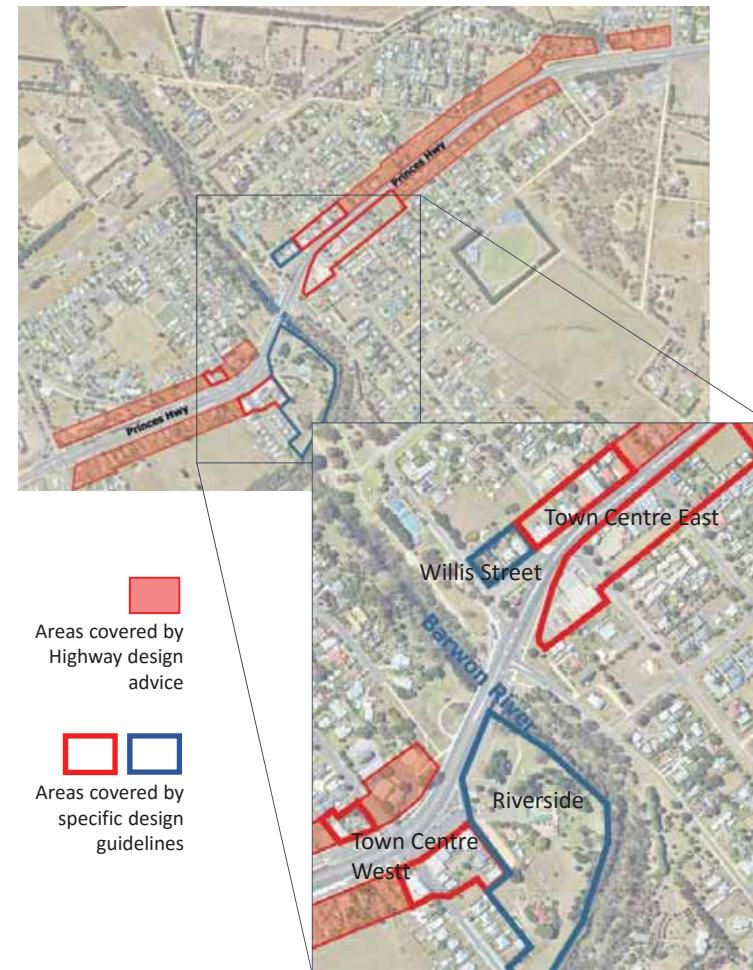 Princes Hwy
Princes Hwy
Town Centre East
Willis Street
Barwon River
Riverside
Town Centre
Westt
Areas covered by
Highway design
advice
Areas covered by
specific design
guidelines